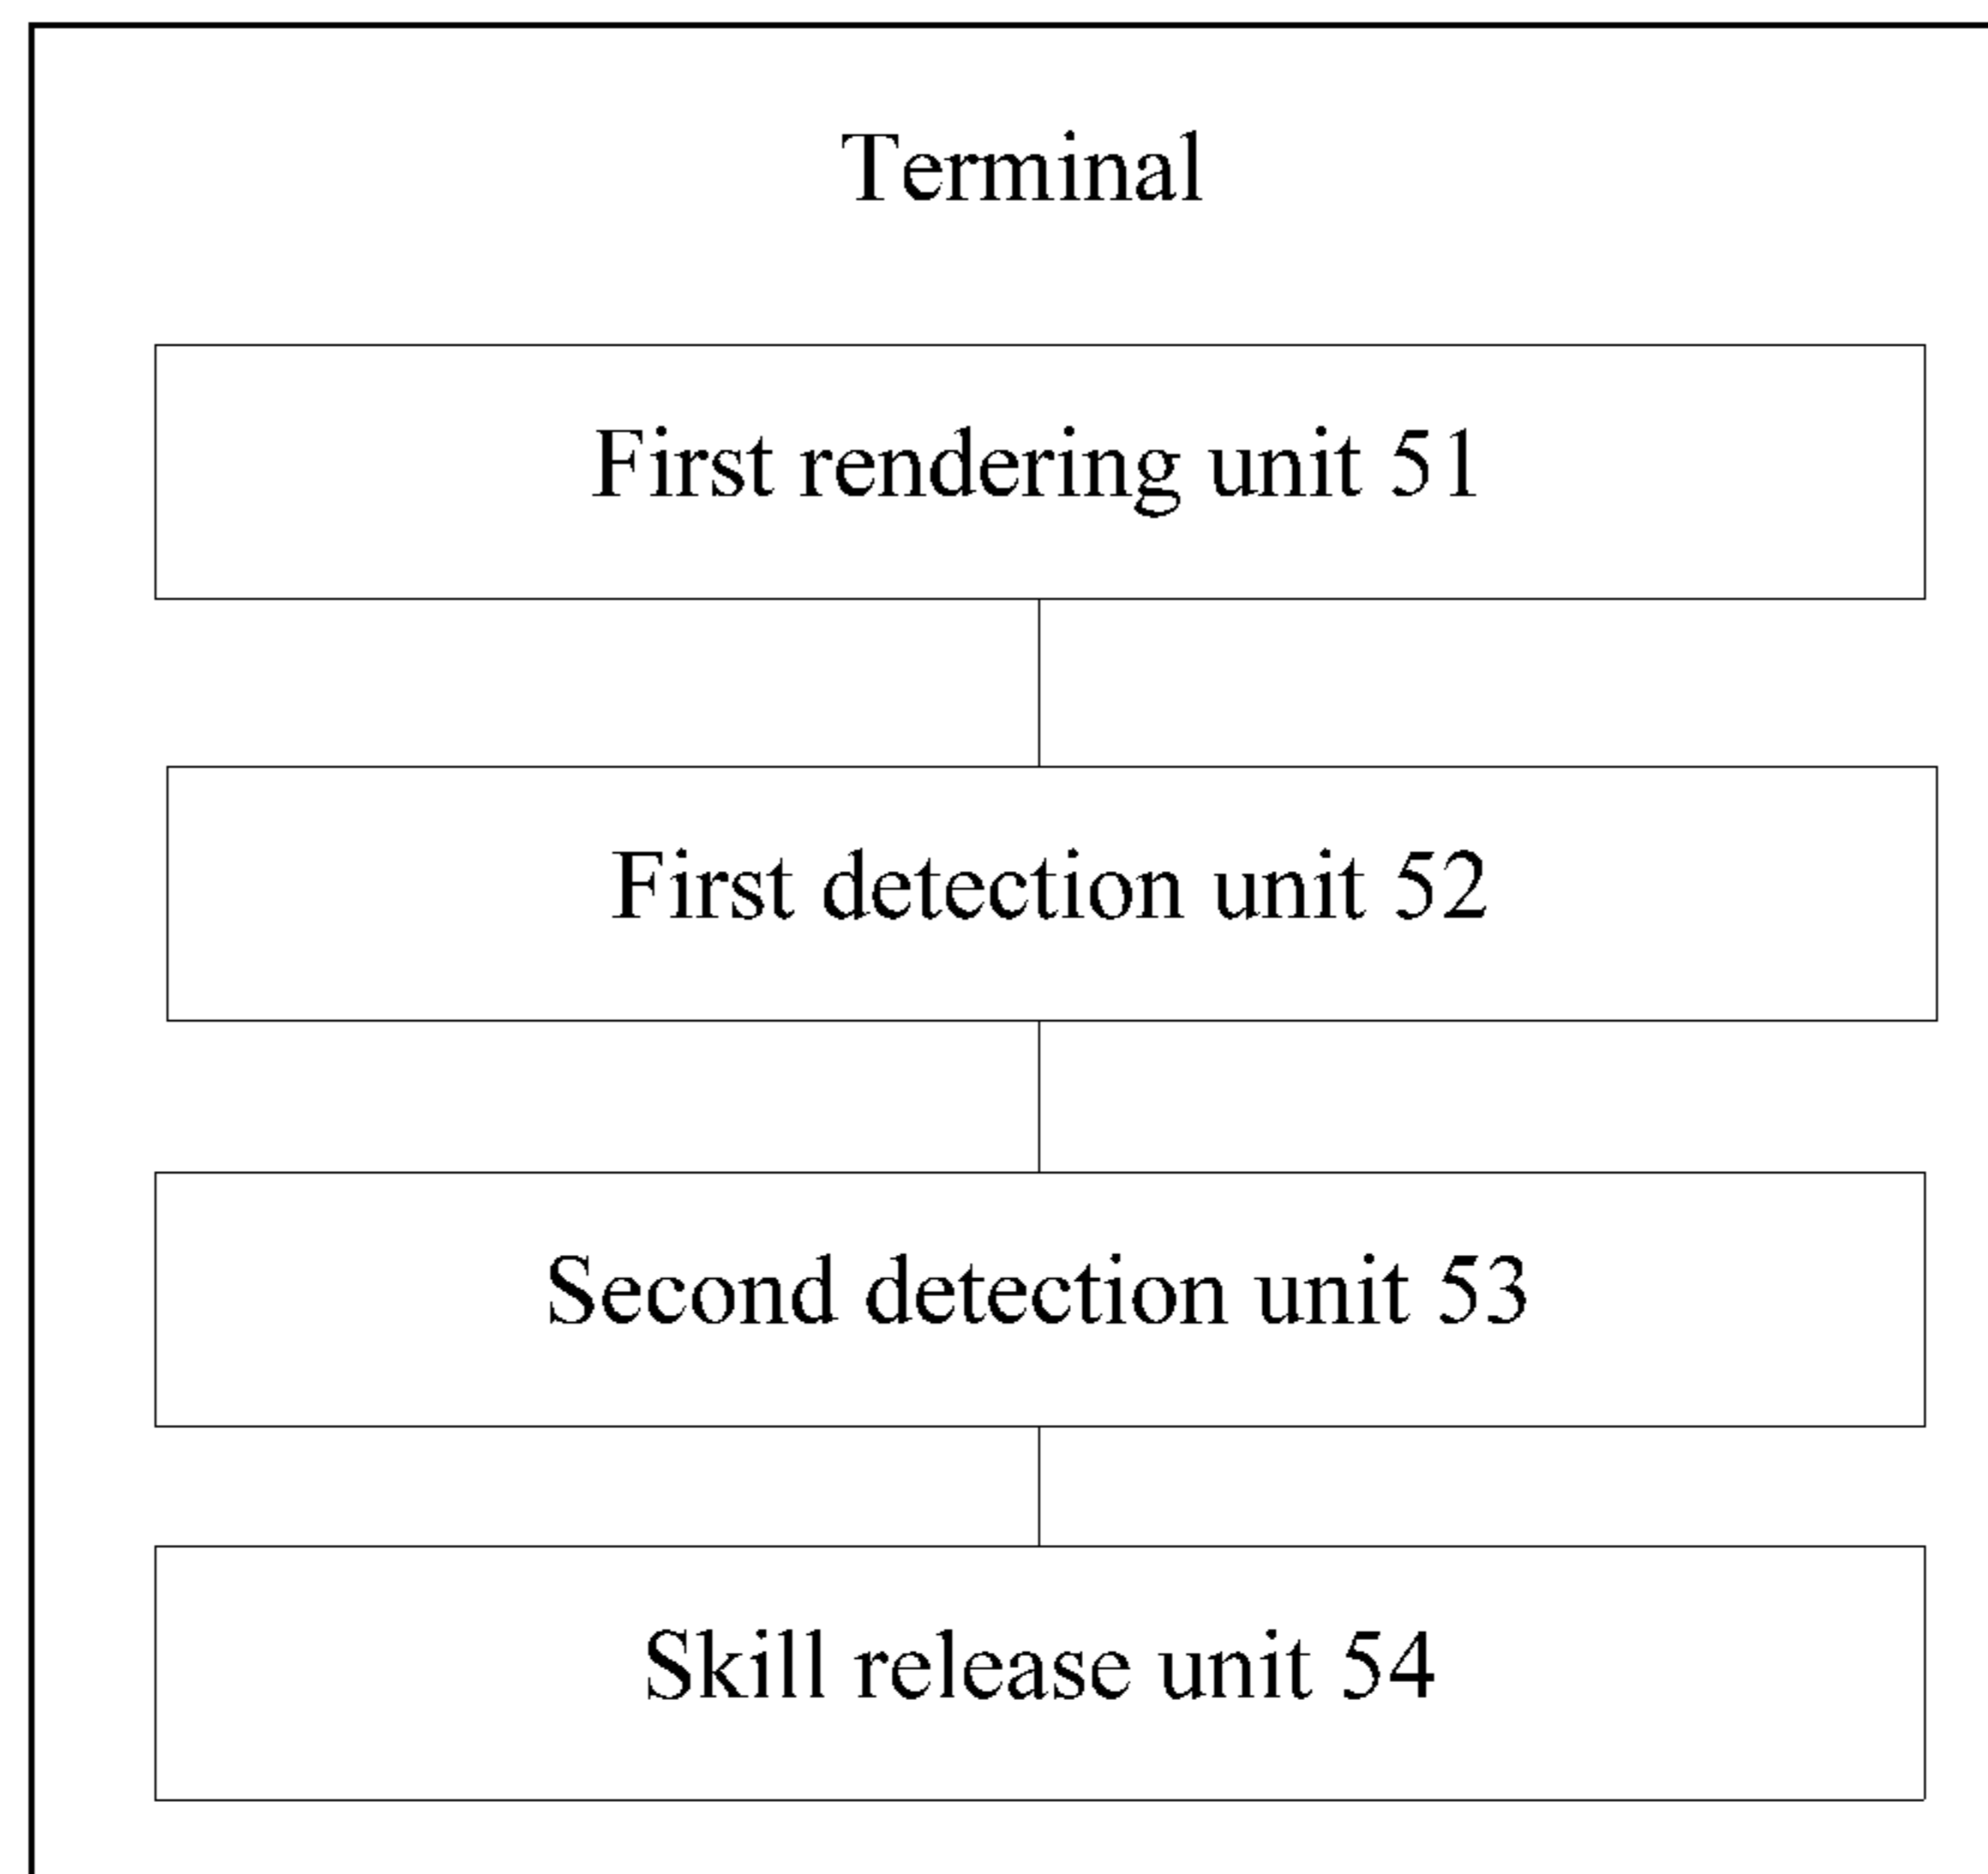 Terminal
First rendering unit 51
First detection unit 52
Second detection unit 53
Skill release unit 54